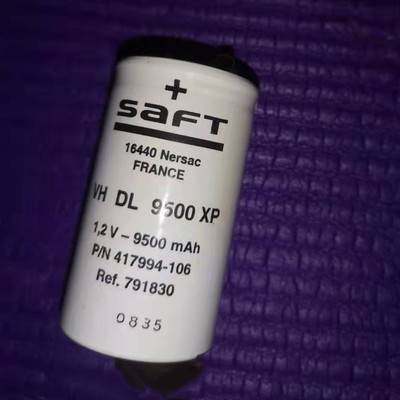 +
SAFT
16440 Nersac
FRANCE
VH DL 9500 XP
1,2 V – 9500 mAh
P/N 417994-106
Ref. 791830
0835